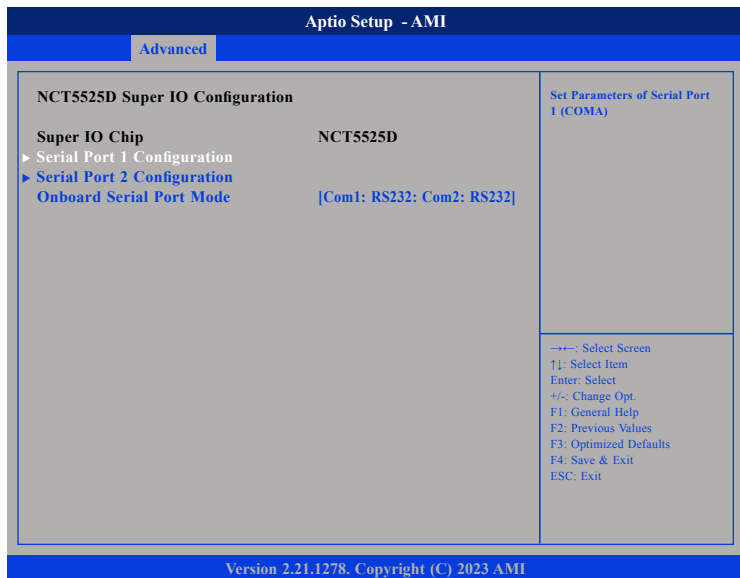 Aptio Setup - AMI
Advanced
NCT5525D Super IO Configuration
Super IO Chip NCT5525D
▶ Serial Port 1 Configuration
▶ Serial Port 2 Configuration
Onboard Serial Port Mode [Com1: RS232: Com2: RS232]
Set Parameters of Serial Port
1 (COMA)
→←: Select Screen
↑↓: Select Item
Enter: Select
+/-: Change Opt.
F1: General Help
F2: Previous Values
F3: Optimized Defaults
F4: Save & Exit
ESC: Exit
Version 2.21.1278. Copyright (C) 2023 AMI